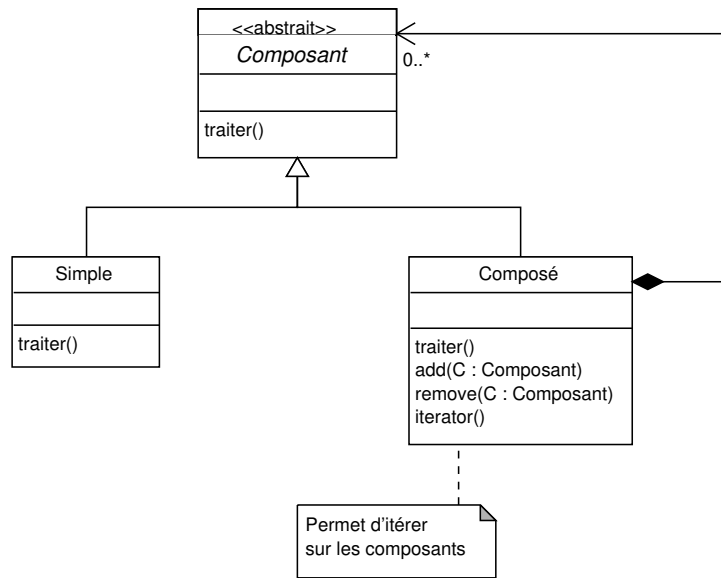 <<abstrait>>
Composant
0..*
traiter()
Simple
traiter()
Composé
traiter()
add(C : Composant)
remove(C : Composant)
iterator()
Permet d'itérer
sur les composants